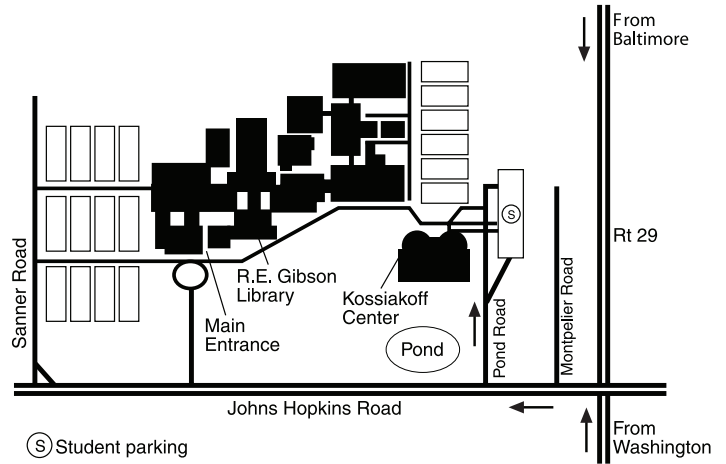 From
Baltimore
S
Rt 29
Sanner Road
R.E. Gibson
Library
Kossiakoff
Center
Main
Entrance
Pond
Pond Road
Montpelier Road
Johns Hopkins Road
From
Washington
S Student parking